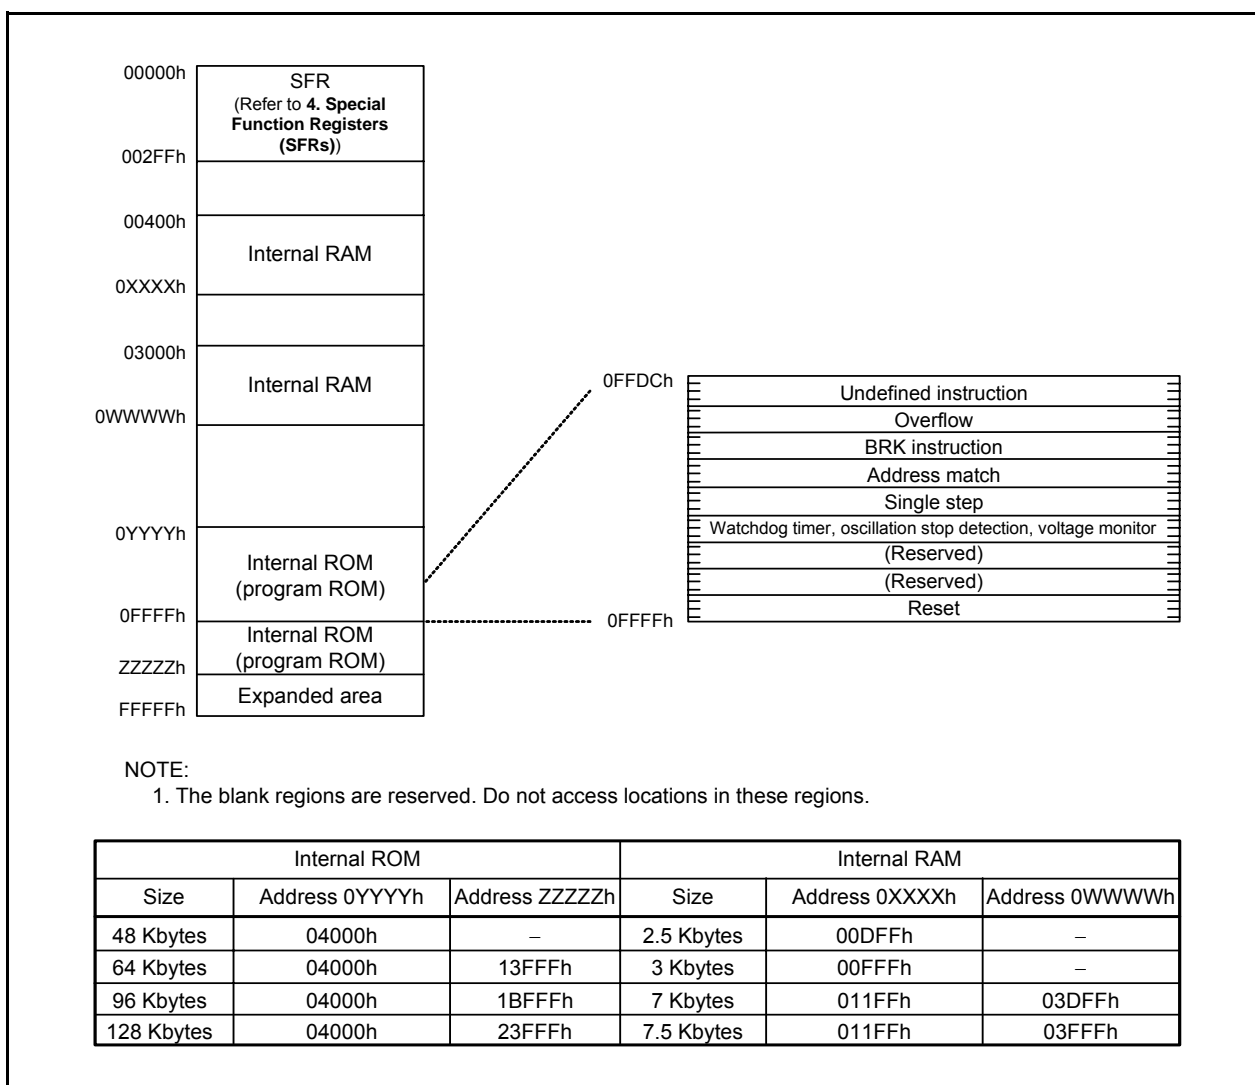 00000h
SFR
(Refer to 4. Special
Function Registers
(SFRs))
002FFh
00400h
Internal RAM
0XXXXh
03000h
Internal RAM
0WWWWh
0YYYYh
Internal ROM
(program ROM)
0FFFFh
Internal ROM
(program ROM)
ZZZZZh
Expanded area
FFFFFh
0FFDCh
Undefined instruction
Overflow
BRK instruction
Address match
Single step
Watchdog timer, oscillation stop detection, voltage monitor
(Reserved)
(Reserved)
Reset
0FFFFh
NOTE:
1. The blank regions are reserved. Do not access locations in these regions.
Internal ROM Internal RAM
Size Address 0YYYYh Address ZZZZZh Size Address 0XXXXh Address 0WWWWh
48 Kbytes 04000h – 2.5 Kbytes 00DFFh –
64 Kbytes 04000h 13FFFh 3 Kbytes 00FFFh –
96 Kbytes 04000h 1BFFFh 7 Kbytes 011FFh 03DFFh
128 Kbytes 04000h 23FFFh 7.5 Kbytes 011FFh 03FFFh